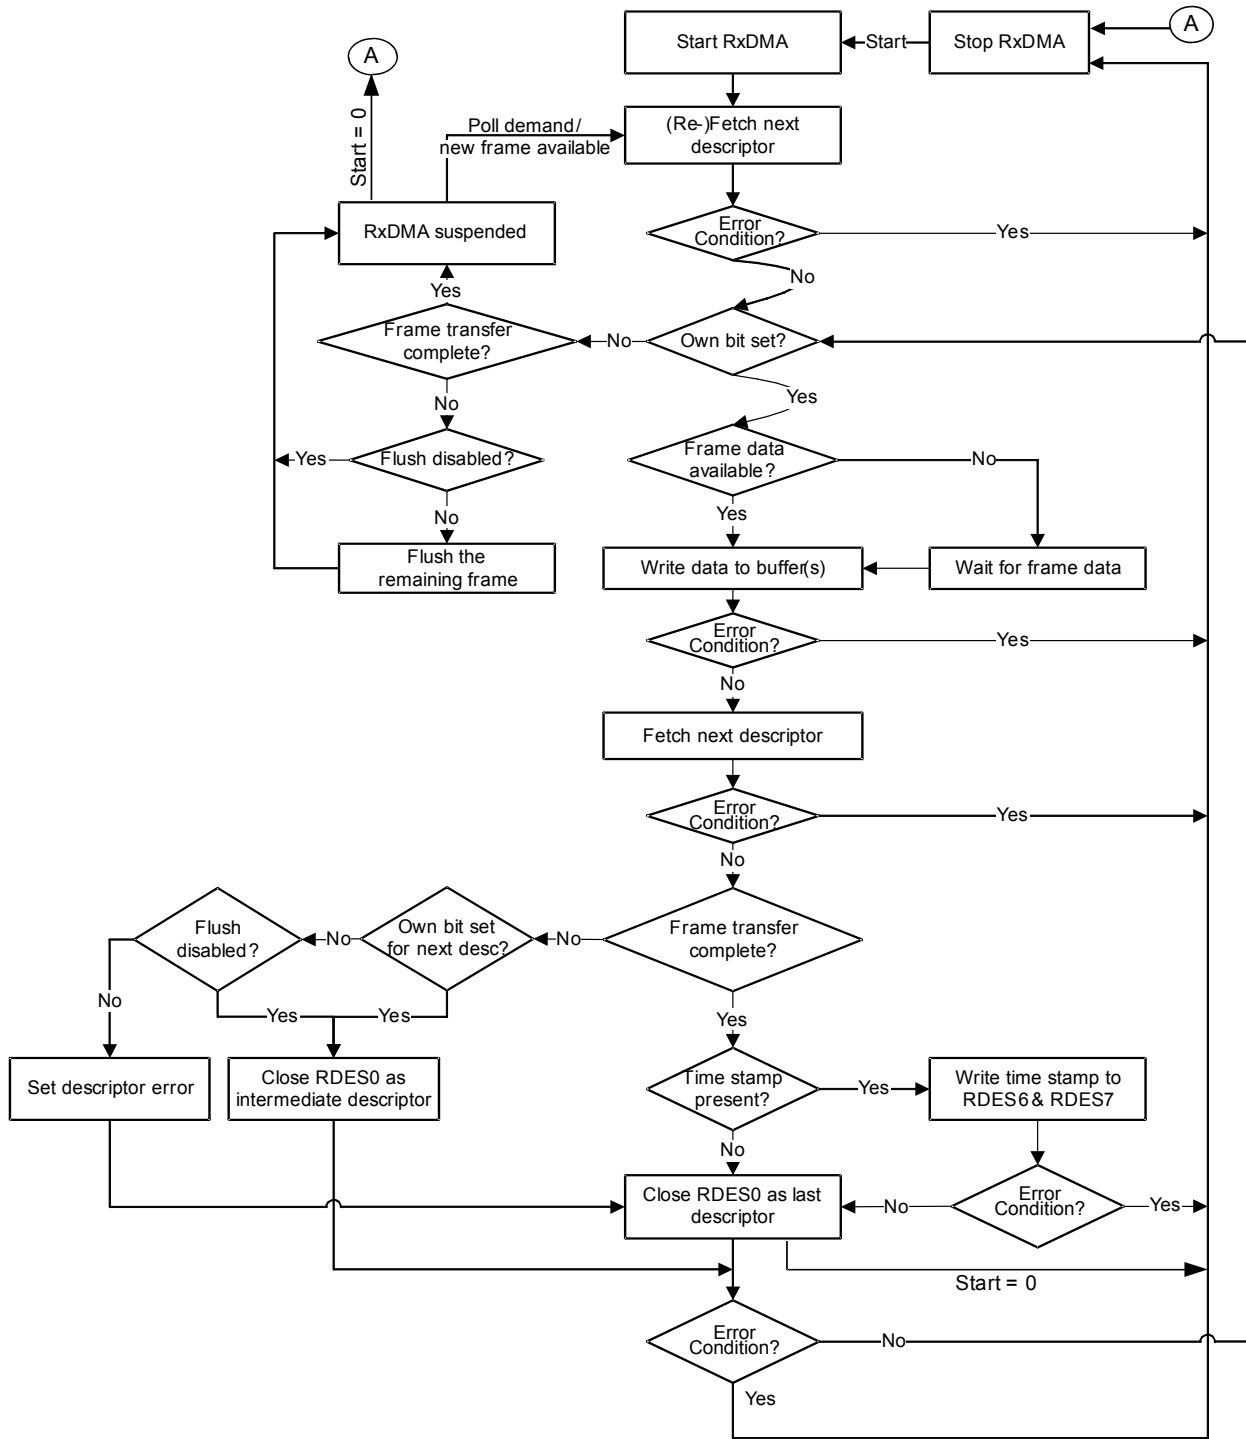 A
Start RxDMA
Start
Stop RxDMA
A
Start = 0
Poll demand/
new frame available
(Re-)Fetch next
descriptor
RxDMA suspended
Error
Condition?
Yes
No
Yes
Frame transfer
complete?
No
Own bit set?
No
Yes
Yes
Flush disabled?
Frame data
available?
No
No
Yes
Flush the
remaining frame
Write data to buffer(s)
Wait for frame data
Error
Condition?
Yes
No
Fetch next descriptor
Error
Condition?
Yes
No
Flush
disabled?
No
Own bit set
for next desc?
No
Frame transfer
complete?
No
Yes
Yes
Yes
Set descriptor error
Close RDES0 as
intermediate descriptor
Time stamp
present?
Yes
Write time stamp to
RDES6 & RDES7
No
Close RDES0 as last
descriptor
No
Error
Condition?
Yes
Start = 0
Error
Condition?
No
Yes